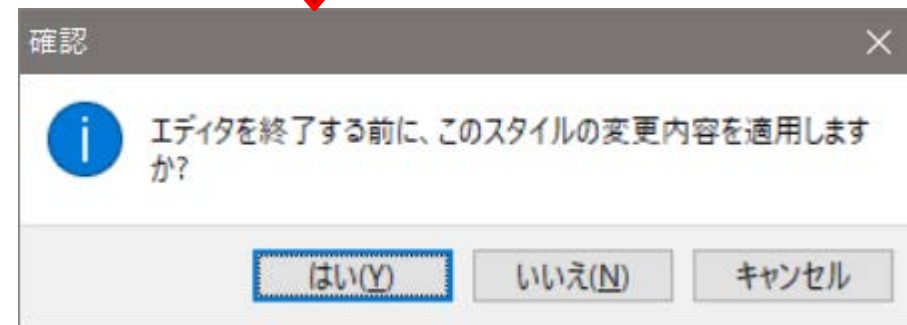 確認
エディタを終了する前に、このスタイルの変更内容を適用します
か?
はい(Y)
いいえ(N)
キャンセル